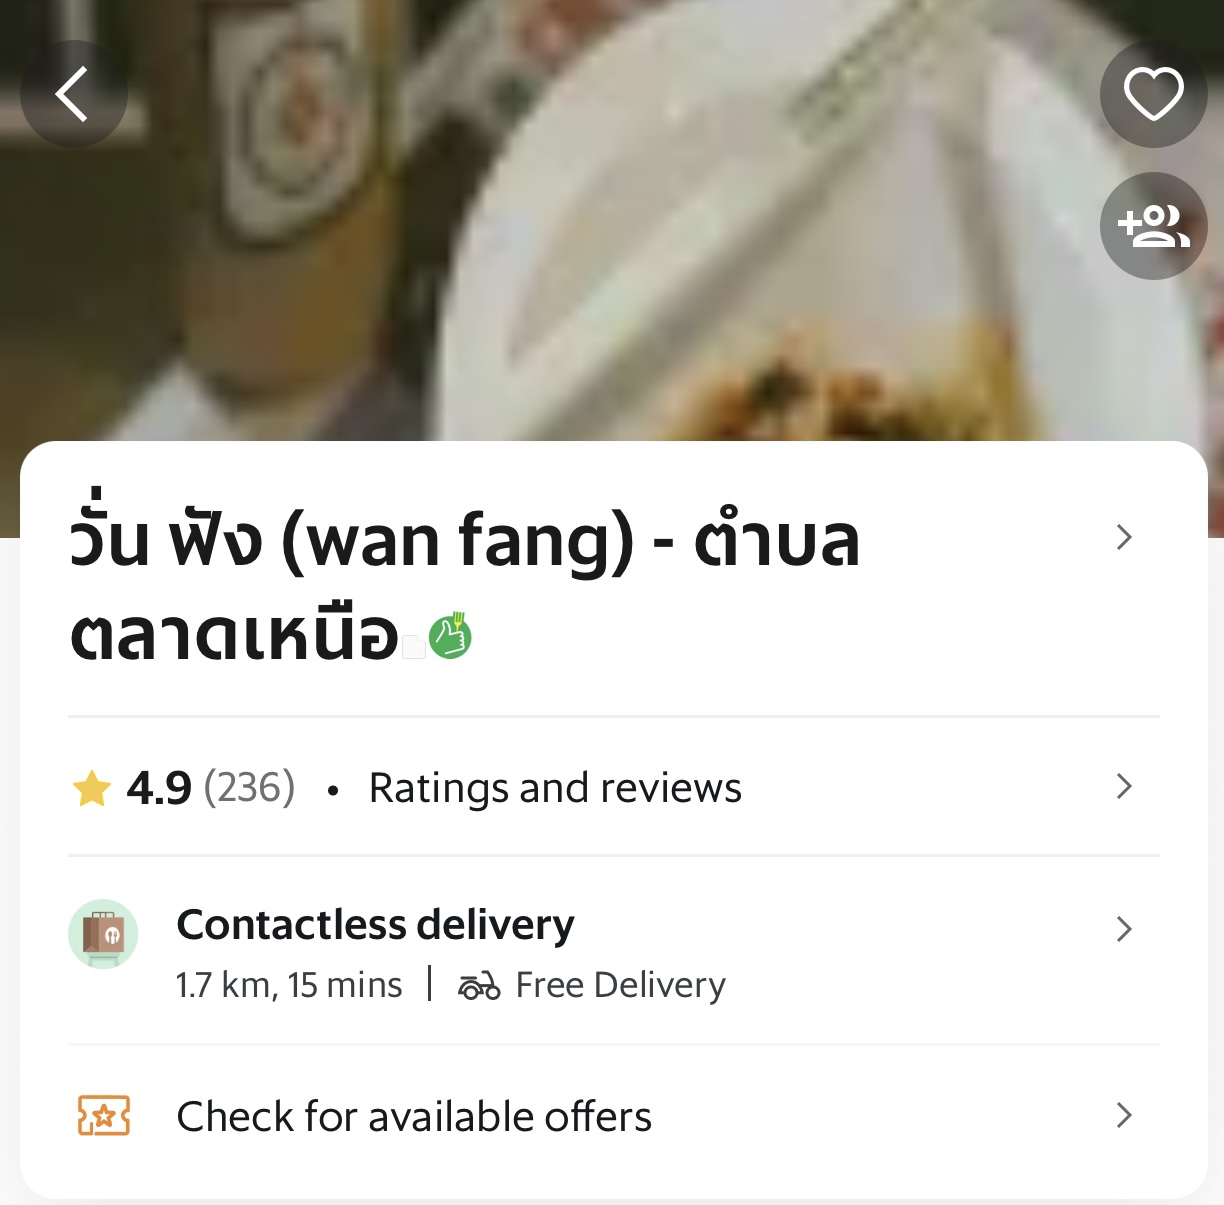 วั่น ฟัง (wan fang) - ตำบล
ตลาดเหนือ
4.9 (236) • Ratings and reviews
Contactless delivery
1.7 km, 15 mins | Free Delivery
Check for available offers